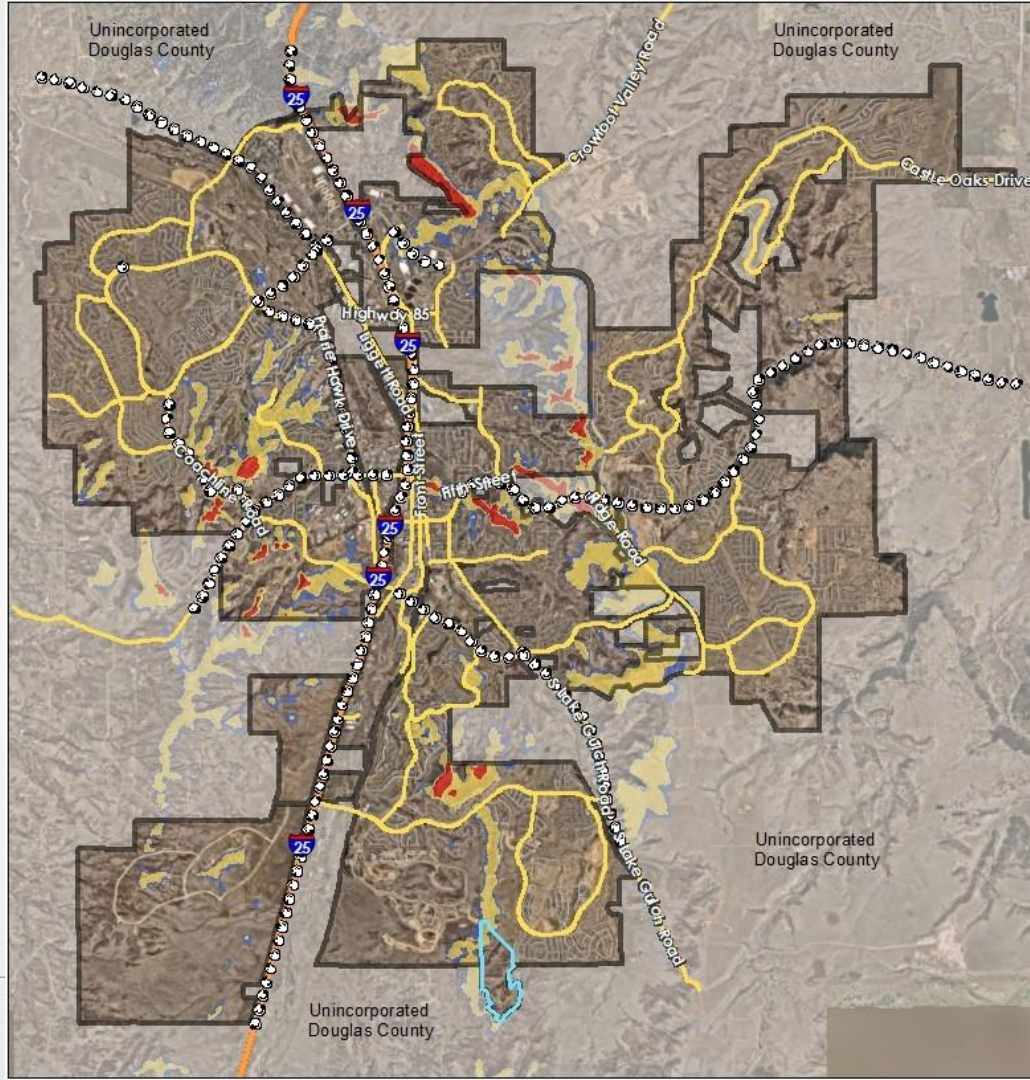 Unincorporated
Douglas County
Unincorporated
Douglas County
Crowfoot Valley Road
25
Castle Oaks Drive
25
Highway 85
25
Prairie Hawk Drive
Liggett Road
Front Street
Coachline Road
Fifth Street
Ridge Road
25
25
S Lake Gulch Road
S Lake Gulch Road
25
Unincorporated
Douglas County
Unincorporated
Douglas County